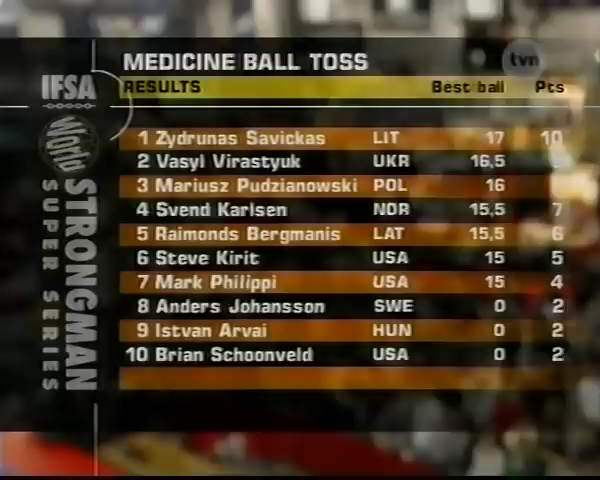 MEDICINE BALL TOSS
tvn
IFSA
World
STRONGMAN
SUPER SERIES
RESULTS Best ball Pts
1 Zydrunas Savickas LIT 17 10
2 Vasyl Virastyuk UKR 16,5
3 Mariusz Pudzianowski POL 16
4 Svend Karlsen NOR 15,5 7
5 Raimonds Bergmanis LAT 15,5 6
6 Steve Kirit USA 15 5
7 Mark Philippi USA 15 4
8 Anders Johansson SWE 0 2
9 Istvan Arvai HUN 0 2
10 Brian Schoonveld USA 0 2